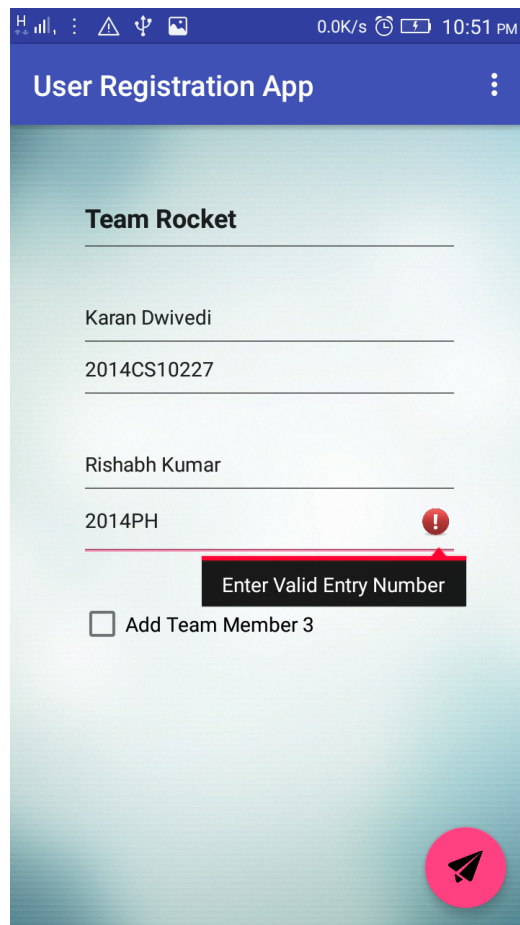 H 0.0K/s 10:51 PM
User Registration App
Team Rocket
Karan Dwivedi
2014CS10227
Rishabh Kumar
2014PH
Enter Valid Entry Number
Add Team Member 3